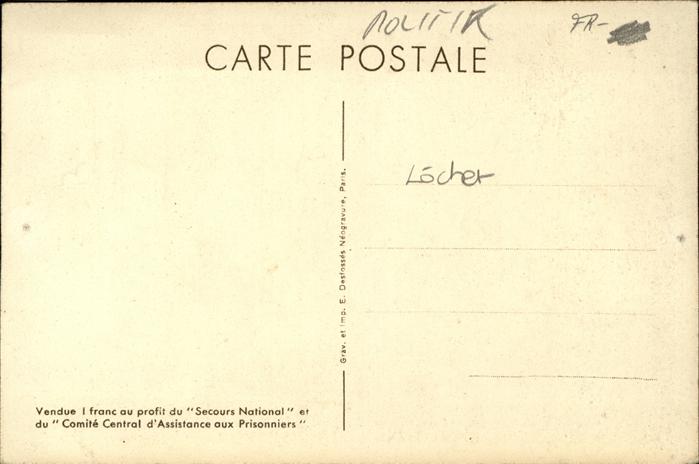 POLITIK
FR-
CARTE POSTALE
Löcher
Grav. et Imp. E. Desfossés Néogravure, Paris.
Vendue 1 franc au profit du "Secours National" et
du "Comité Central d'Assistance aux Prisonniers"